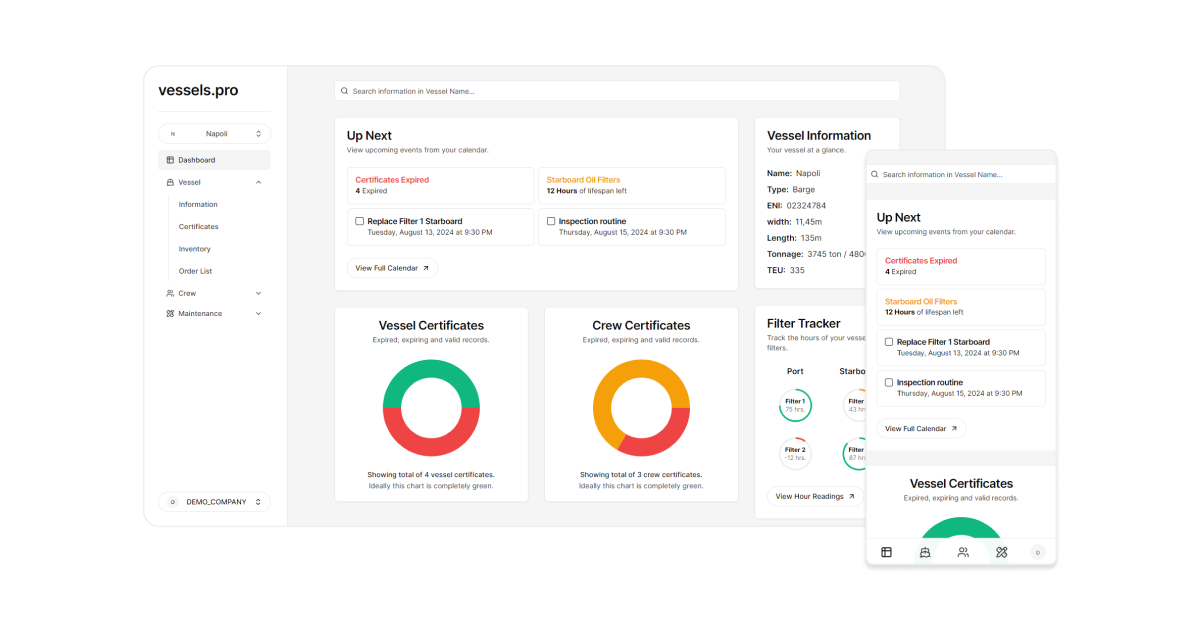 vessels.pro
N Napoli
Dashboard
Vessel
Information
Certificates
Inventory
Order List
Crew
Maintenance
D DEMO_COMPANY
Search information in Vessel Name...
Up Next
View upcoming events from your calendar.
Certificates Expired
4 Expired
Starboard Oil Filters
12 Hours of lifespan left
Replace Filter 1 Starboard
Tuesday, August 13, 2024 at 9:30 PM
Inspection routine
Thursday, August 15, 2024 at 9:30 PM
View Full Calendar
Vessel Certificates
Expired, expiring and valid records.
Showing total of 4 vessel certificates.
Ideally this chart is completely green.
Crew Certificates
Expired, expiring and valid records.
Showing total of 3 crew certificates.
Ideally this chart is completely green.
Vessel Information
Your vessel at a glance.
Name: Napoli
Type: Barge
ENI: 02324784
width: 11,45m
Length: 135m
Tonnage: 3745 ton / 480
TEU: 335
Filter Tracker
Track the hours of your vesse
filters.
Port Starbo
Filter 1
75 hrs.
Filter
43 hr
Filter 2
-12 hrs.
Filter
87 hr
View Hour Readings
Search information in Vessel Name...
Up Next
View upcoming events from your calendar.
Certificates Expired
4 Expired
Starboard Oil Filters
12 Hours of lifespan left
Replace Filter 1 Starboard
Tuesday, August 13, 2024 at 9:30 PM
Inspection routine
Thursday, August 15, 2024 at 9:30 PM
View Full Calendar
Vessel Certificates
Expired, expiring and valid records.
D